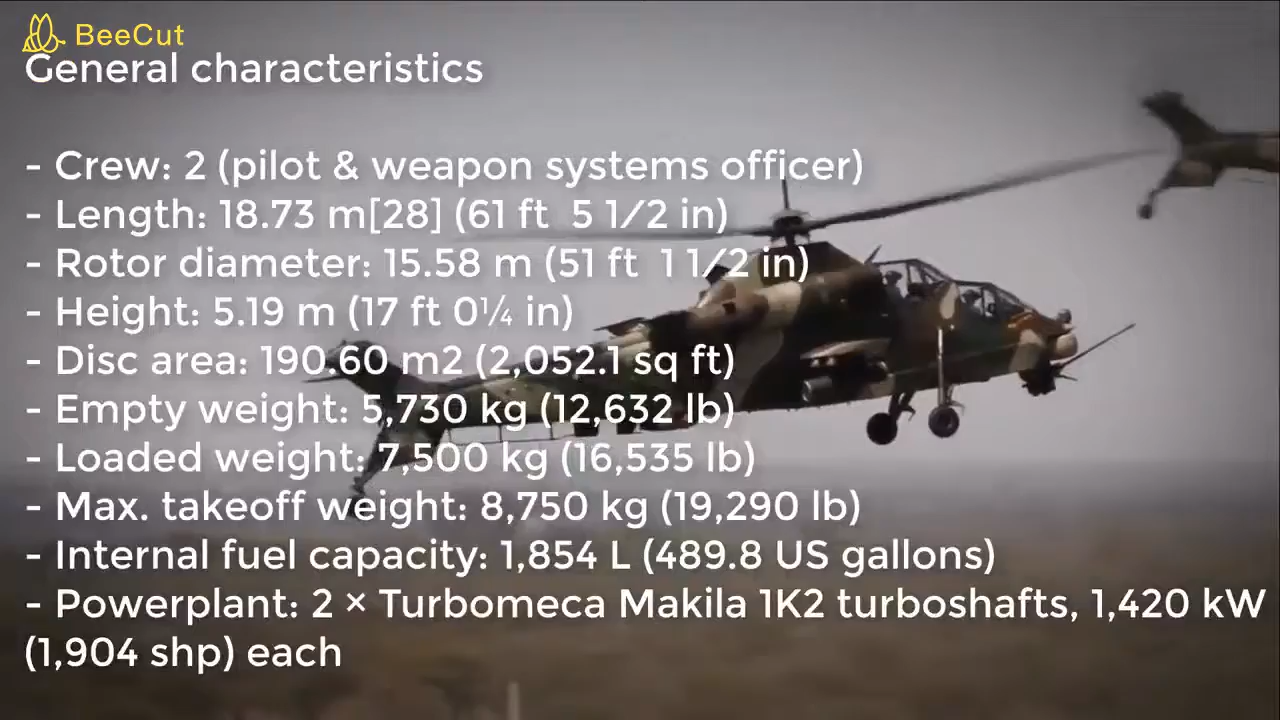 BeeCut
General characteristics
- Crew: 2 (pilot & weapon systems officer)
- Length: 18.73 m[28] (61 ft  5 1/2 in)
- Rotor diameter: 15.58 m (51 ft  1 1/2 in)
- Height: 5.19 m (17 ft 0¼ in)
- Disc area: 190.60 m2 (2,052.1 sq ft)
- Empty weight: 5,730 kg (12,632 lb)
- Loaded weight: 7,500 kg (16,535 lb)
- Max. takeoff weight: 8,750 kg (19,290 lb)
- Internal fuel capacity: 1,854 L (489.8 US gallons)
- Powerplant: 2 × Turbomeca Makila 1K2 turboshafts, 1,420 kW
(1,904 shp) each